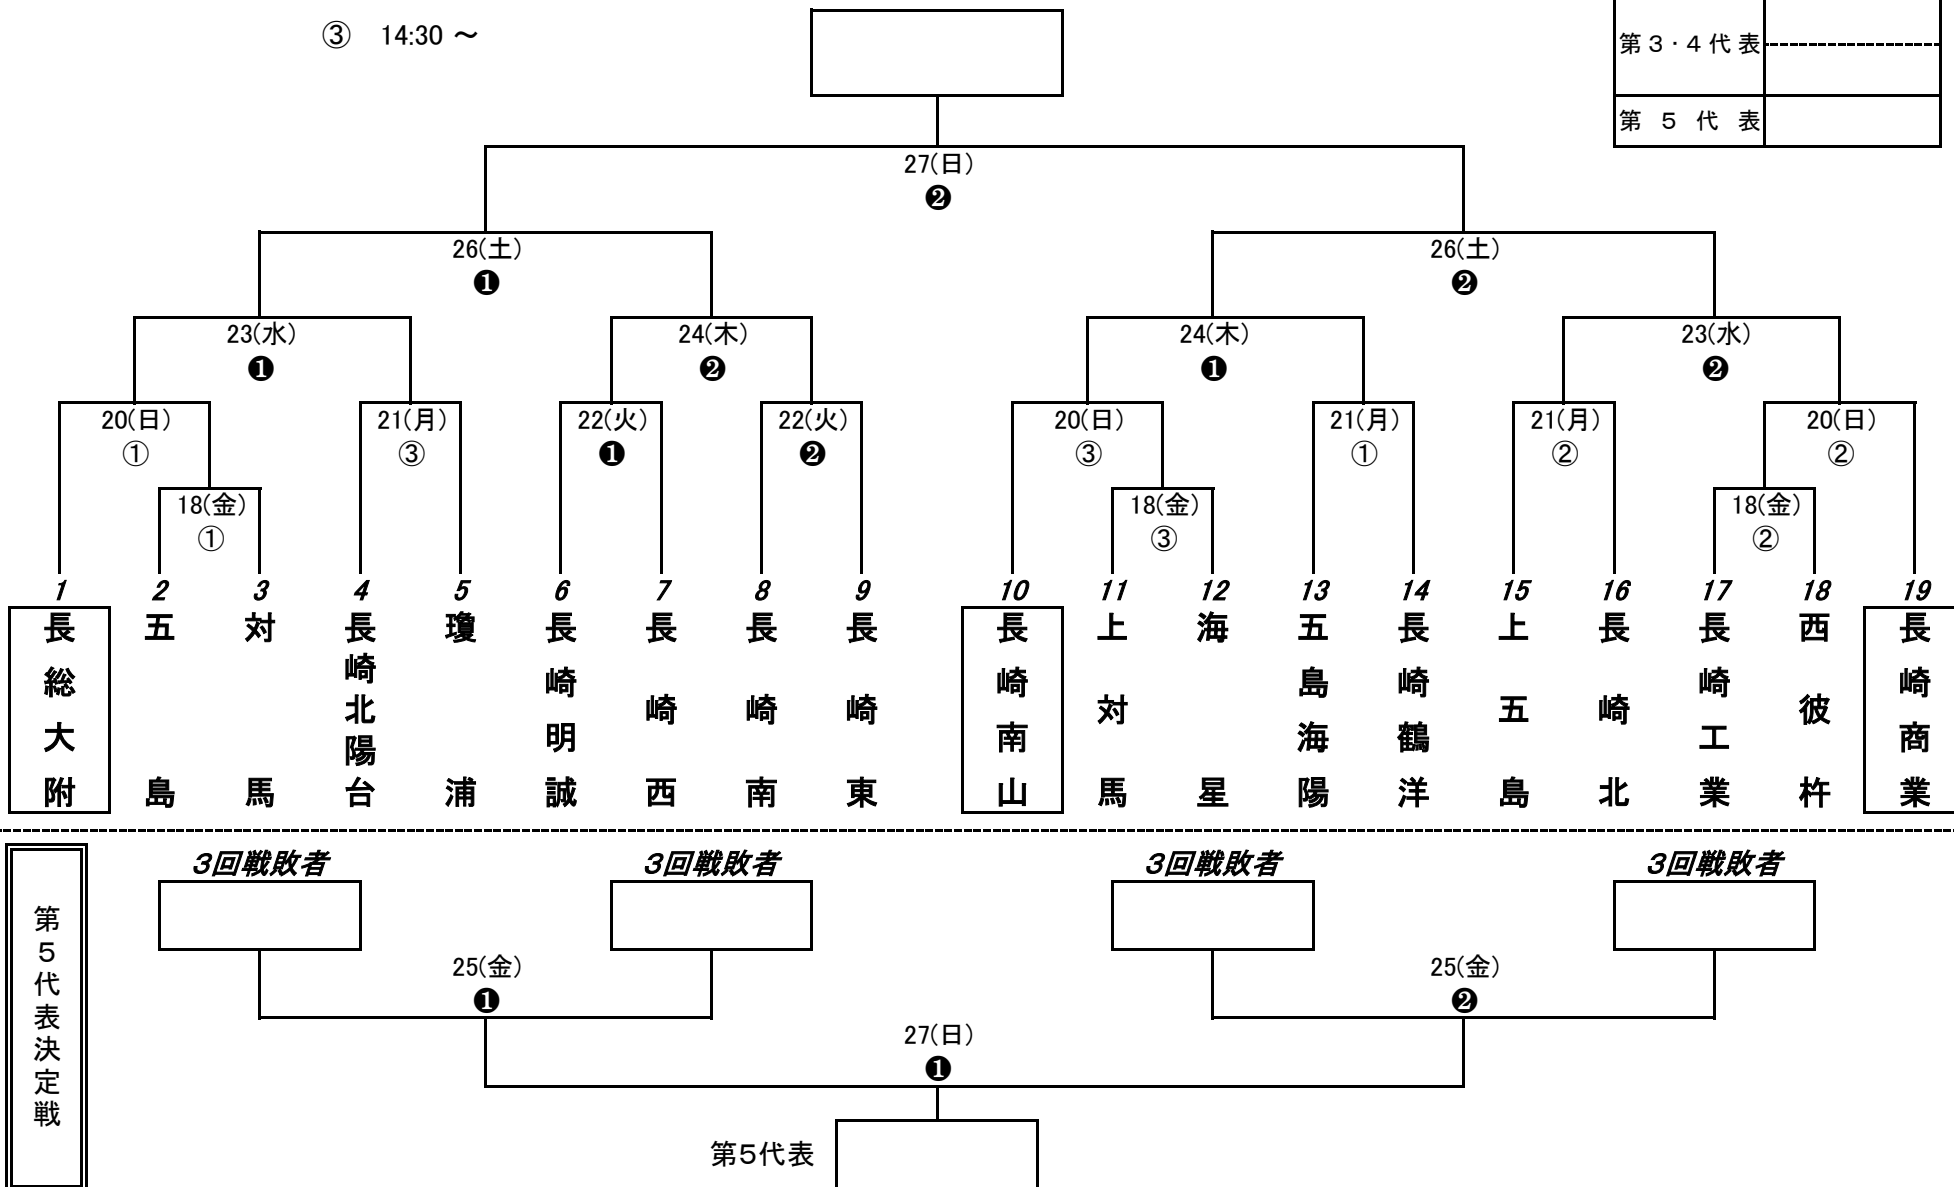 ③ 14:30 ～
第3・4代表
第5代表
27(日)
❷
26(土)
❶
26(土)
❷
23(水)
❶
24(木)
❷
24(木)
❶
23(水)
❷
20(日)
①
21(月)
③
22(火)
❶
22(火)
❷
20(日)
③
21(月)
①
21(月)
②
20(日)
②
18(金)
①
18(金)
③
18(金)
②
1
長総大附
2
五島
3
対馬
4
長崎北陽台
5
瓊浦
6
長崎明誠
7
長崎西
8
長崎南
9
長崎東
10
長崎南山
11
上対馬
12
海星
13
五島海陽
14
長崎鶴洋
15
上五島
16
長崎北
17
長崎工業
18
西彼杵
19
長崎商業
第5代表決定戦
3回戦敗者
3回戦敗者
3回戦敗者
3回戦敗者
25(金)
❶
25(金)
❷
27(日)
❶
第5代表